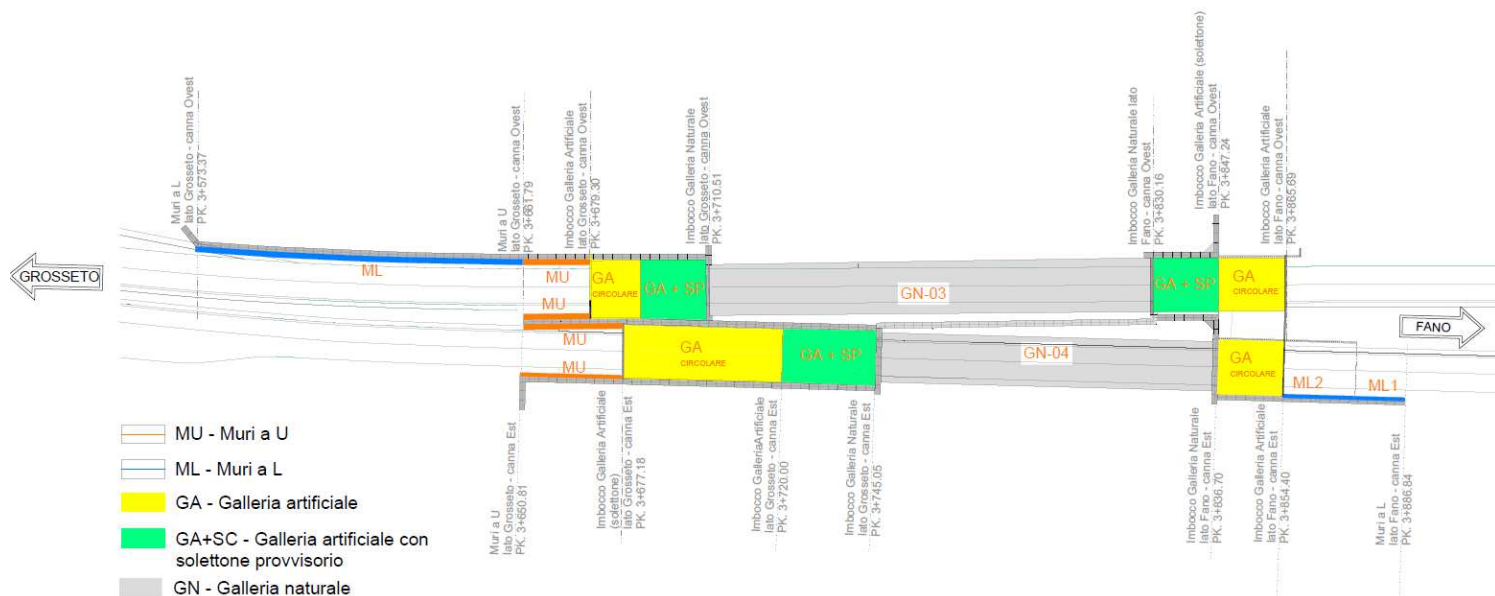 Muri a L
lato Grosseto - canna Ovest
PK. 3+573.37
Muri a U
lato Grosseto - canna Ovest
PK. 3+661.79
Imbocco Galleria Artificiale
lato Grosseto - canna Ovest
PK. 3+679.30
Imbocco Galleria Naturale
lato Grosseto - canna Ovest
PK. 3+710.51
Imbocco Galleria Naturale lato
Fano - canna Ovest
PK. 3+830.16
Imbocco Galleria Artificiale (solettone)
lato Fano - canna Ovest
PK. 3+847.24
Imbocco Galleria Artificiale
lato Fano - canna Ovest
PK. 3+865.69
GROSSETO
ML
MU
MU
GA
CIRCOLARE
GA + SP
GN-03
GA + SP
GA
CIRCOLARE
FANO
MU
MU
GA
CIRCOLARE
GA + SP
GN-04
GA
CIRCOLARE
ML2
ML1
Muri a U
lato Grosseto - canna Est
PK. 3+650.81
Imbocco Galleria Artificiale
(solettone)
lato Grosseto - canna Est
PK. 3+677.18
Imbocco GalleriaArtificiale
lato Grosseto - canna Est
PK. 3+720.00
Imbocco Galleria Naturale
lato Grosseto - canna Est
PK. 3+745.05
Imbocco Galleria Naturale
lato Fano - canna Est
PK. 3+836.70
Imbocco Galleria Artificiale
lato Fano - canna Est
PK. 3+854.40
Muri a L
lato Fano - canna Est
PK. 3+886.84
MU - Muri a U
ML - Muri a L
GA - Galleria artificiale
GA+SC - Galleria artificiale con
solettone provvisorio
GN - Galleria naturale